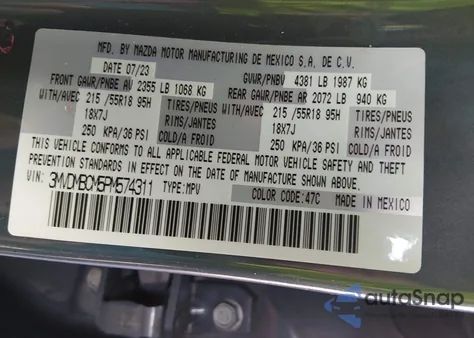 MFD. BY MAZDA MOTOR MANUFACTURING DE MEXICO S.A. DE C.V.
DATE 07/23 GVWR/PNBV 4381 LB 1987 KG
FRONT GAWR/PNBE AV 2355 LB 1068 KG REAR GAWR/PNBE AR 2072 LB 940 KG
WITH/AVEC 215 /55R18 95H TIRES/PNEUS WITH/AVEC 215 /55R18 95H TIRES/PNEUS
18X7J RIMS/JANTES 18X7J RIMS/JANTES
250 KPA/36 PSI COLD/A FROID 250 KPA/36 PSI COLD/A FROID
THIS VEHICLE CONFORMS TO ALL APPLICABLE FEDERAL MOTOR VEHICLE SAFETY AND THEFT
PREVENTION STANDARDS IN EFFECT ON THE DATE OF MANUFACTURE SHOWN ABOVE.
VIN: 3MVDMBCM5PM574311 TYPE:MPV COLOR CODE:47C MADE IN MEXICO
autoSnap